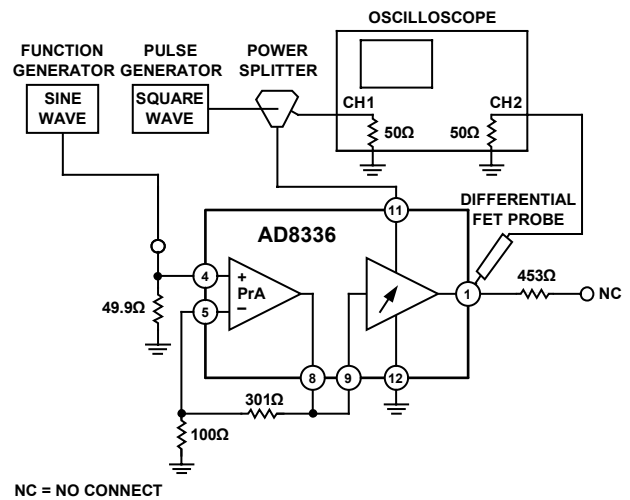 OSCILLOSCOPE
FUNCTION
GENERATOR
PULSE
GENERATOR
POWER
SPLITTER
SINE
WAVE
SQUARE
WAVE
CH1
CH2
50Ω
50Ω
DIFFERENTIAL
FET PROBE
11
AD8336
453Ω
4
+
PrA
5
−
1
NC
49.9Ω
8
9
12
301Ω
100Ω
NC = NO CONNECT